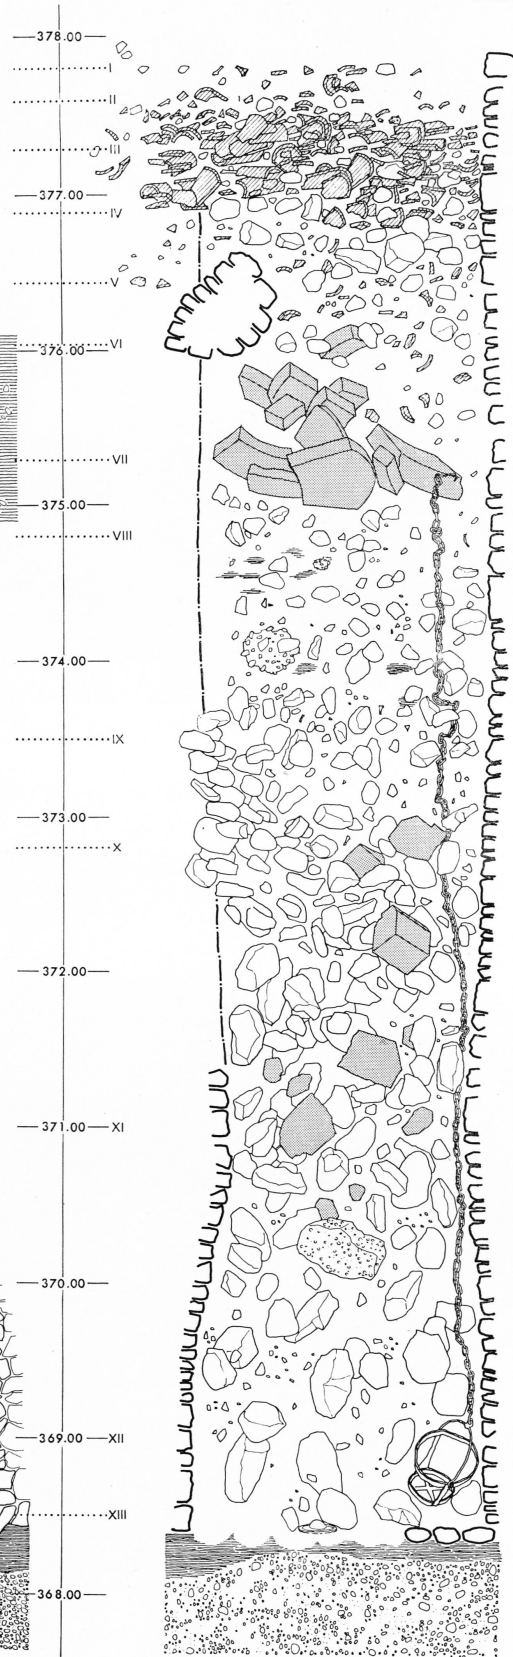 378.00
I
II
III
377.00
IV
V
VI
376.00
VII
375.00
VIII
374.00
IX
373.00
X
372.00
371.00 XI
370.00
369.00 XII
XIII
368.00